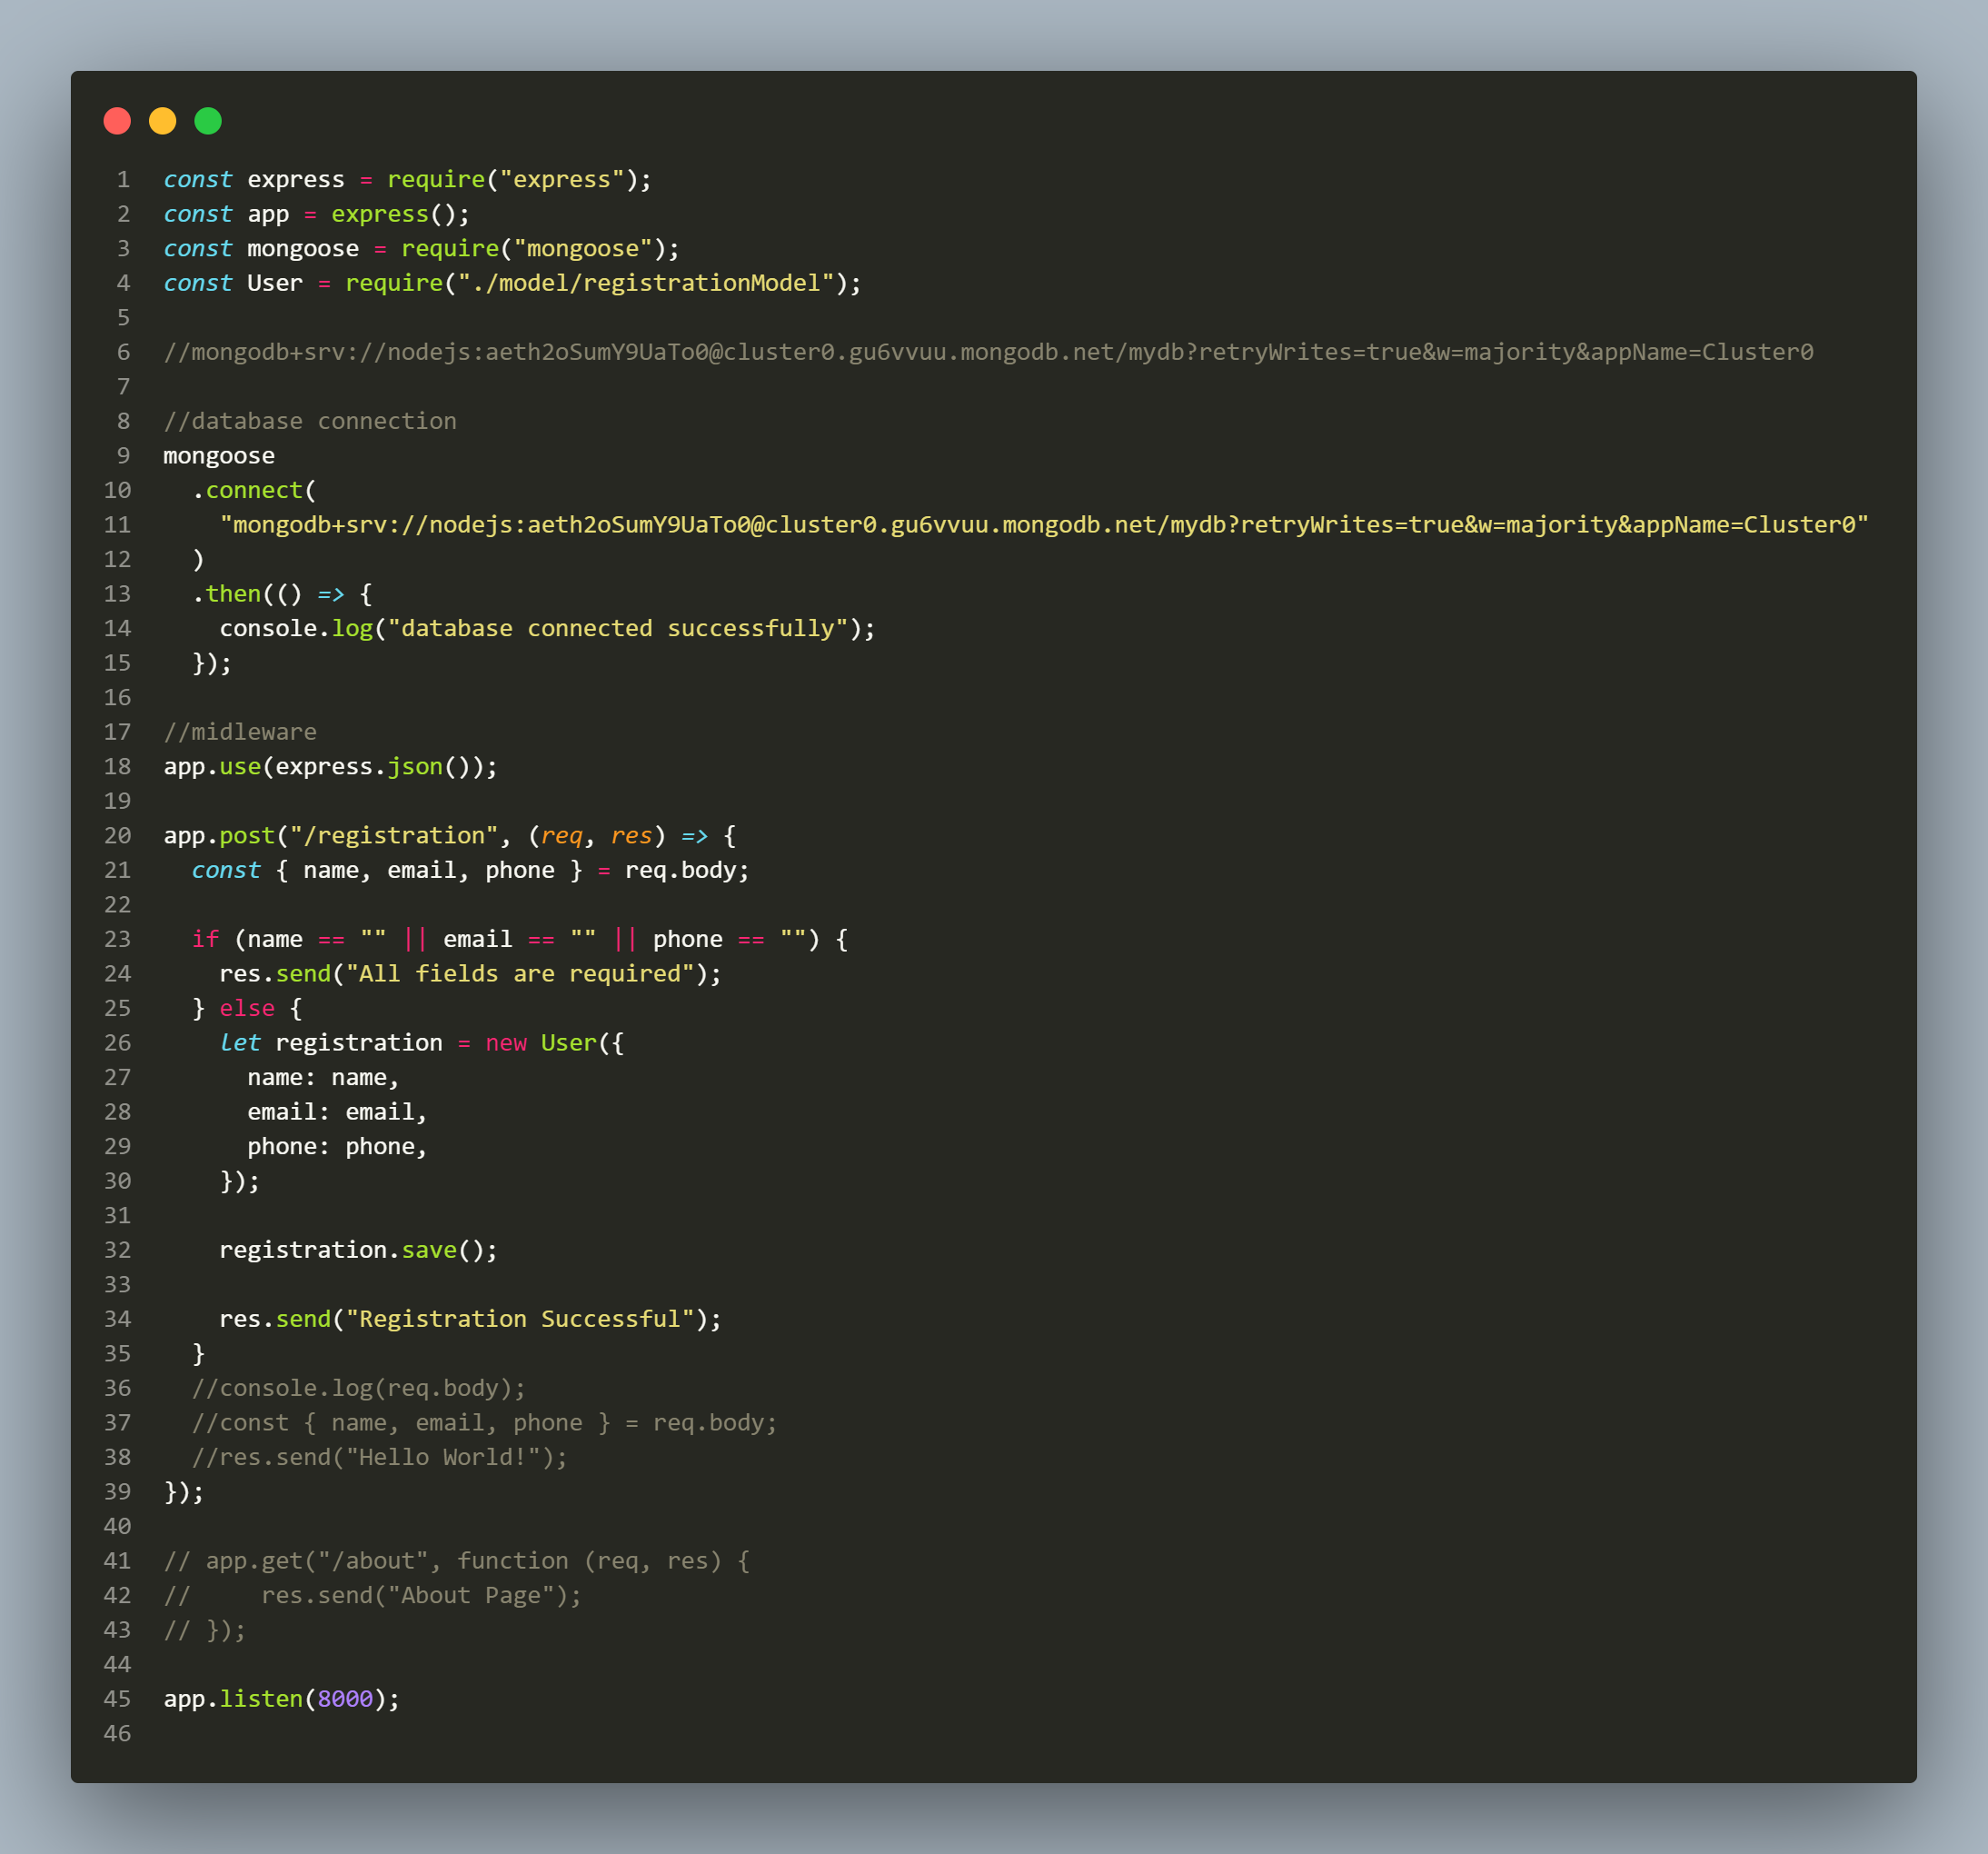 1 const express = require("express");
2 const app = express();
3 const mongoose = require("mongoose");
4 const User = require("./model/registrationModel");
5
6 //mongodb+srv://nodejs:aeth2oSumY9UaTo0@cluster0.gu6vvuu.mongodb.net/mydb?retryWrites=true&w=majority&appName=Cluster0
7
8 //database connection
9 mongoose
10   .connect(
11     "mongodb+srv://nodejs:aeth2oSumY9UaTo0@cluster0.gu6vvuu.mongodb.net/mydb?retryWrites=true&w=majority&appName=Cluster0"
12   )
13   .then(() => {
14     console.log("database connected successfully");
15   });
16
17 //midleware
18 app.use(express.json());
19
20 app.post("/registration", (req, res) => {
21   const { name, email, phone } = req.body;
22
23   if (name == "" || email == "" || phone == "") {
24     res.send("All fields are required");
25   } else {
26     let registration = new User({
27       name: name,
28       email: email,
29       phone: phone,
30     });
31
32     registration.save();
33
34     res.send("Registration Successful");
35   }
36   //console.log(req.body);
37   //const { name, email, phone } = req.body;
38   //res.send("Hello World!");
39 });
40
41 // app.get("/about", function (req, res) {
42 //     res.send("About Page");
43 // });
44
45 app.listen(8000);
46